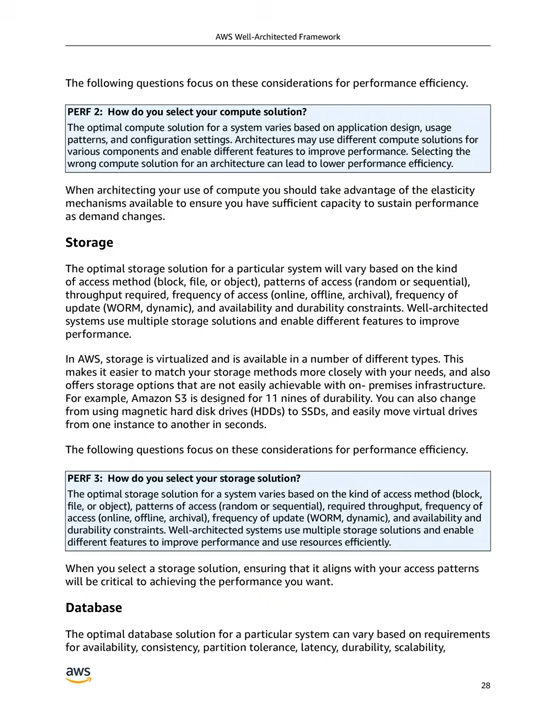 AWS Well-Architected Framework
The following questions focus on these considerations for performance efficiency.
PERF 2: How do you select your compute solution?
The optimal compute solution for a system varies based on application design, usage
patterns, and configuration settings. Architectures may use different compute solutions for
various components and enable different features to improve performance. Selecting the
wrong compute solution for an architecture can lead to lower performance efficiency.
When architecting your use of compute you should take advantage of the elasticity
mechanisms available to ensure you have sufficient capacity to sustain performance
as demand changes.
Storage
The optimal storage solution for a particular system will vary based on the kind
of access method (block, file, or object), patterns of access (random or sequential),
throughput required, frequency of access (online, offline, archival), frequency of
update (WORM, dynamic), and availability and durability constraints. Well-architected
systems use multiple storage solutions and enable different features to improve
performance.
In AWS, storage is virtualized and is available in a number of different types. This
makes it easier to match your storage methods more closely with your needs, and also
offers storage options that are not easily achievable with on- premises infrastructure.
For example, Amazon S3 is designed for 11 nines of durability. You can also change
from using magnetic hard disk drives (HDDs) to SSDs, and easily move virtual drives
from one instance to another in seconds.
The following questions focus on these considerations for performance efficiency.
PERF 3: How do you select your storage solution?
The optimal storage solution for a system varies based on the kind of access method (block,
file, or object), patterns of access (random or sequential), required throughput, frequency of
access (online, offline, archival), frequency of update (WORM, dynamic), and availability and
durability constraints. Well-architected systems use multiple storage solutions and enable
different features to improve performance and use resources efficiently.
When you select a storage solution, ensuring that it aligns with your access patterns
will be critical to achieving the performance you want.
Database
The optimal database solution for a particular system can vary based on requirements
for availability, consistency, partition tolerance, latency, durability, scalability,
aws
28